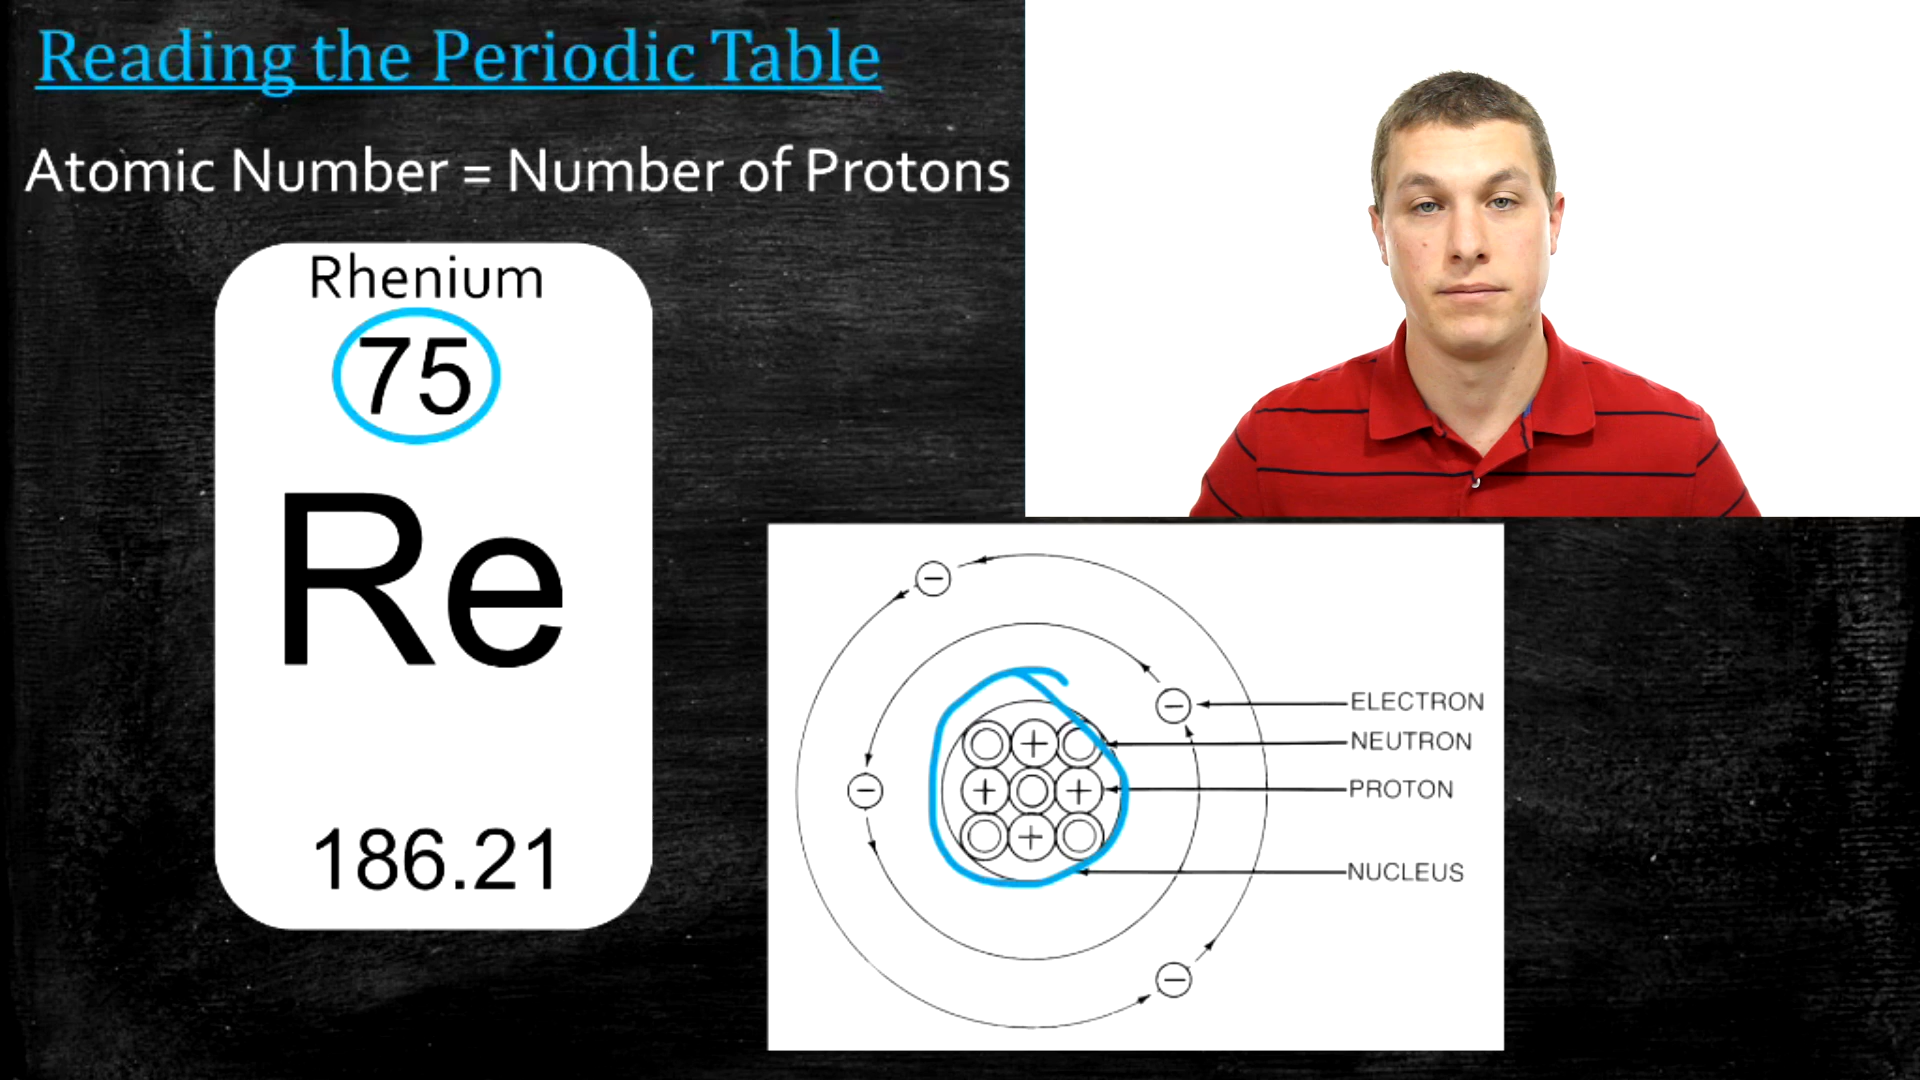 Reading the Periodic Table
Atomic Number = Number of Protons
Rhenium
75
Re
186.21
ELECTRON
NEUTRON
PROTON
NUCLEUS